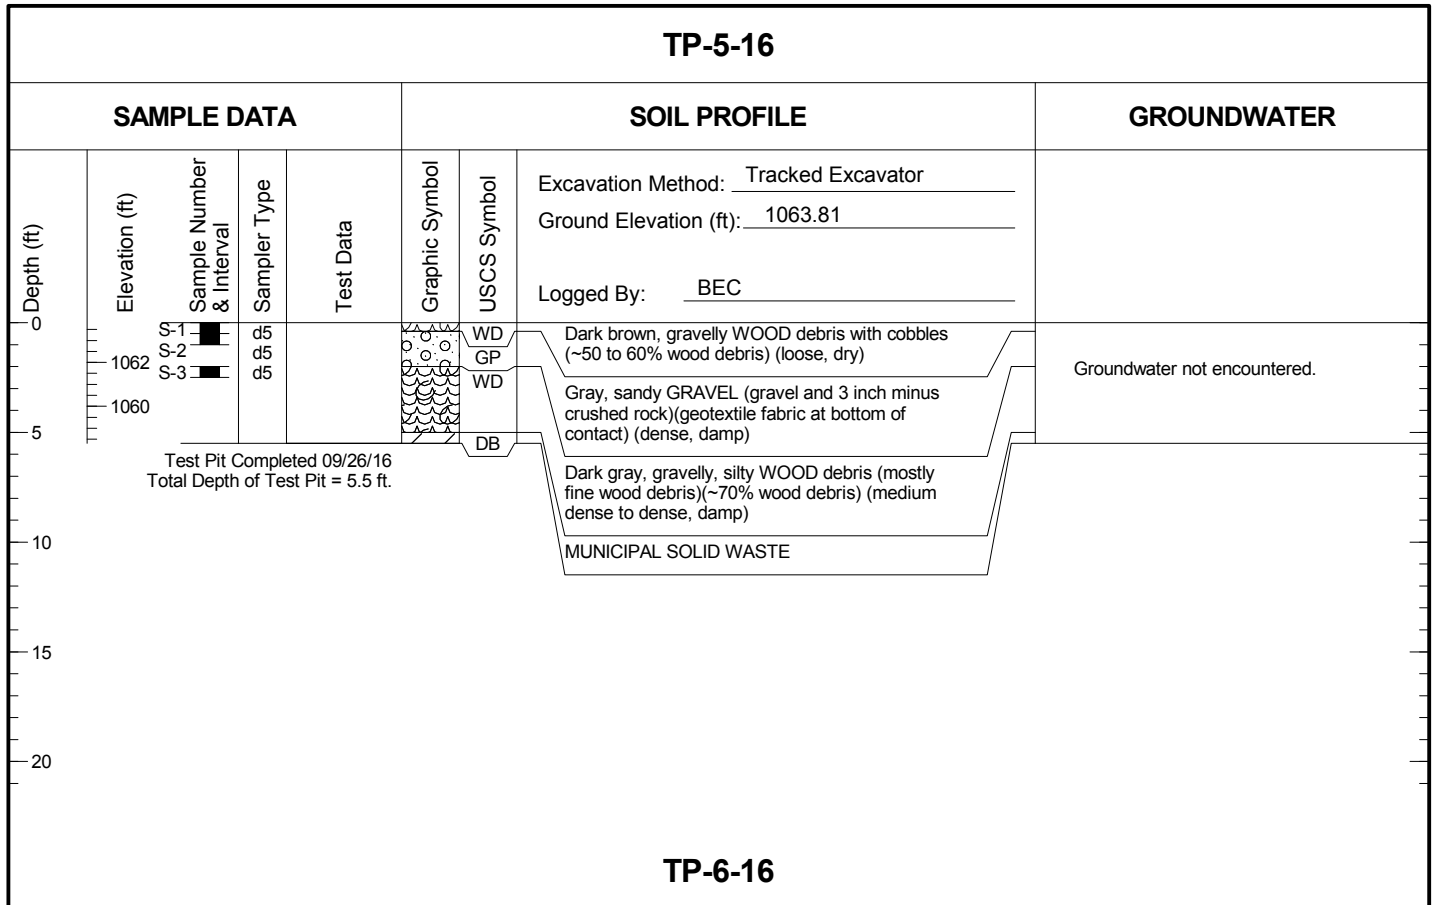 TP-5-16
SAMPLE DATA
SOIL PROFILE
GROUNDWATER
Depth (ft)
Elevation (ft)
Sample Number
& Interval
Sampler Type
Test Data
Graphic Symbol
USCS Symbol
Excavation Method: Tracked Excavator
Ground Elevation (ft): 1063.81
Logged By: BEC
0
S-1 d5
S-2 d5
1062
S-3 d5
1060
5
WD
GP
WD
DB
Dark brown, gravelly WOOD debris with cobbles
(~50 to 60% wood debris) (loose, dry)
Gray, sandy GRAVEL (gravel and 3 inch minus
crushed rock)(geotextile fabric at bottom of
contact) (dense, damp)
Dark gray, gravelly, silty WOOD debris (mostly
fine wood debris)(~70% wood debris) (medium
dense to dense, damp)
MUNICIPAL SOLID WASTE
Groundwater not encountered.
Test Pit Completed 09/26/16
Total Depth of Test Pit = 5.5 ft.
10
15
20
TP-6-16